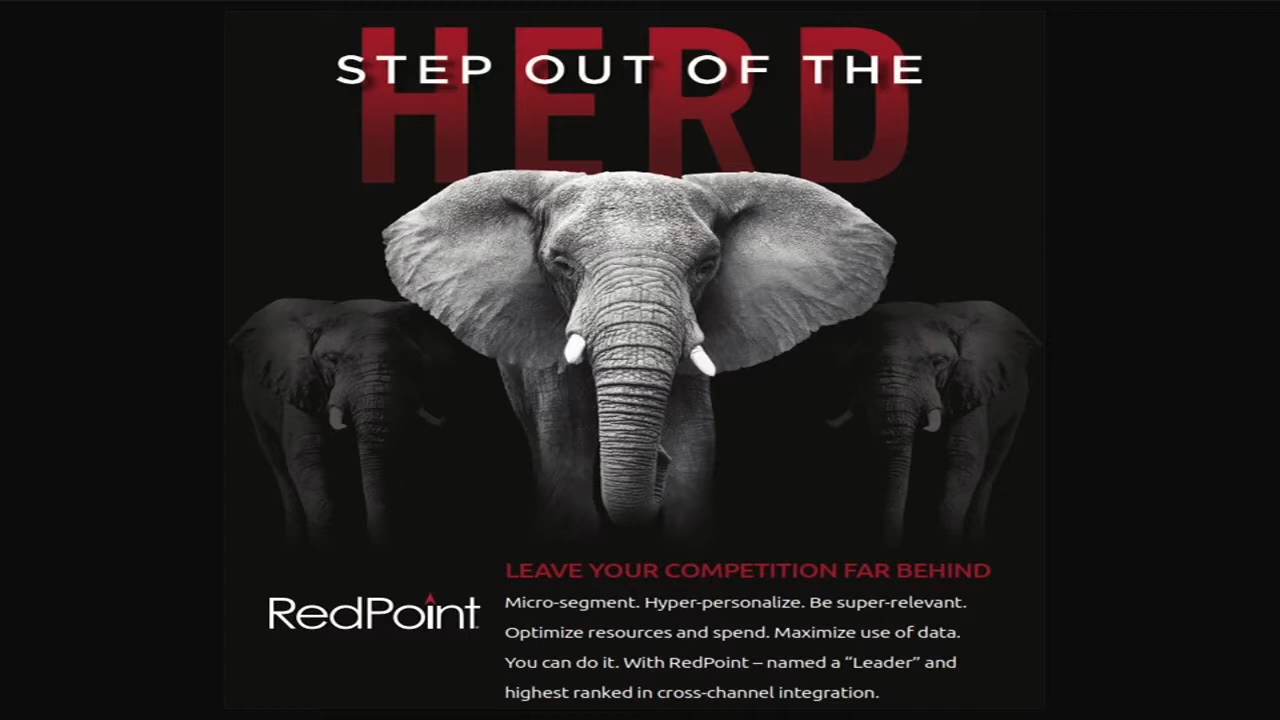 STEP OUT OF THE
HERD
RedPoint
LEAVE YOUR COMPETITION FAR BEHIND
Micro-segment. Hyper-personalize. Be super-relevant.
Optimize resources and spend. Maximize use of data.
You can do it. With RedPoint – named a “Leader” and
highest ranked in cross-channel integration.